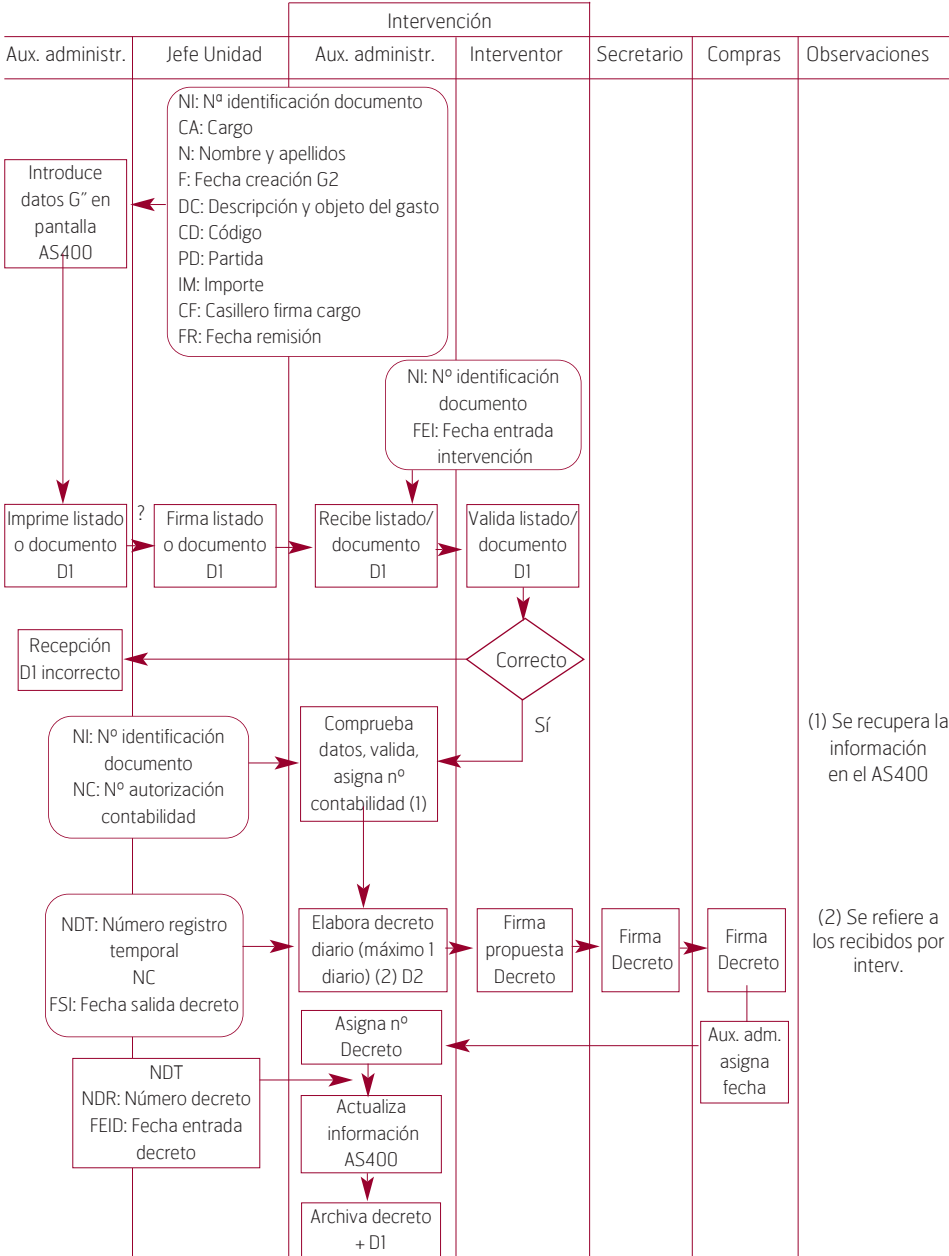 Intervención
Aux. administr.
Jefe Unidad
Aux. administr.
Interventor
Secretario
Compras
Observaciones
NI: Nª identificación documento
CA: Cargo
N: Nombre y apellidos
F: Fecha creación G2
DC: Descripción y objeto del gasto
CD: Código
PD: Partida
IM: Importe
CF: Casillero firma cargo
FR: Fecha remisión
Introduce
datos G” en
pantalla
AS400
NI: Nº identificación
documento
FEI: Fecha entrada
intervención
Imprime listado
o documento
D1
?
Firma listado
o documento
D1
Recibe listado/
documento
D1
Valida listado/
documento
D1
Correcto
Recepción
D1 incorrecto
Sí
NI: Nº identificación
documento
NC: Nº autorización
contabilidad
Comprueba
datos, valida,
asigna nº
contabilidad (1)
(1) Se recupera la
información
en el AS400
NDT: Número registro
temporal
NC
FSI: Fecha salida decreto
Elabora decreto
diario (máximo 1
diario) (2) D2
Firma
propuesta
Decreto
Firma
Decreto
Firma
Decreto
(2) Se refiere a
los recibidos por
interv.
Aux. adm.
asigna
fecha
Asigna nº
Decreto
NDT
NDR: Número decreto
FEID: Fecha entrada
decreto
Actualiza
información
AS400
Archiva decreto
+ D1